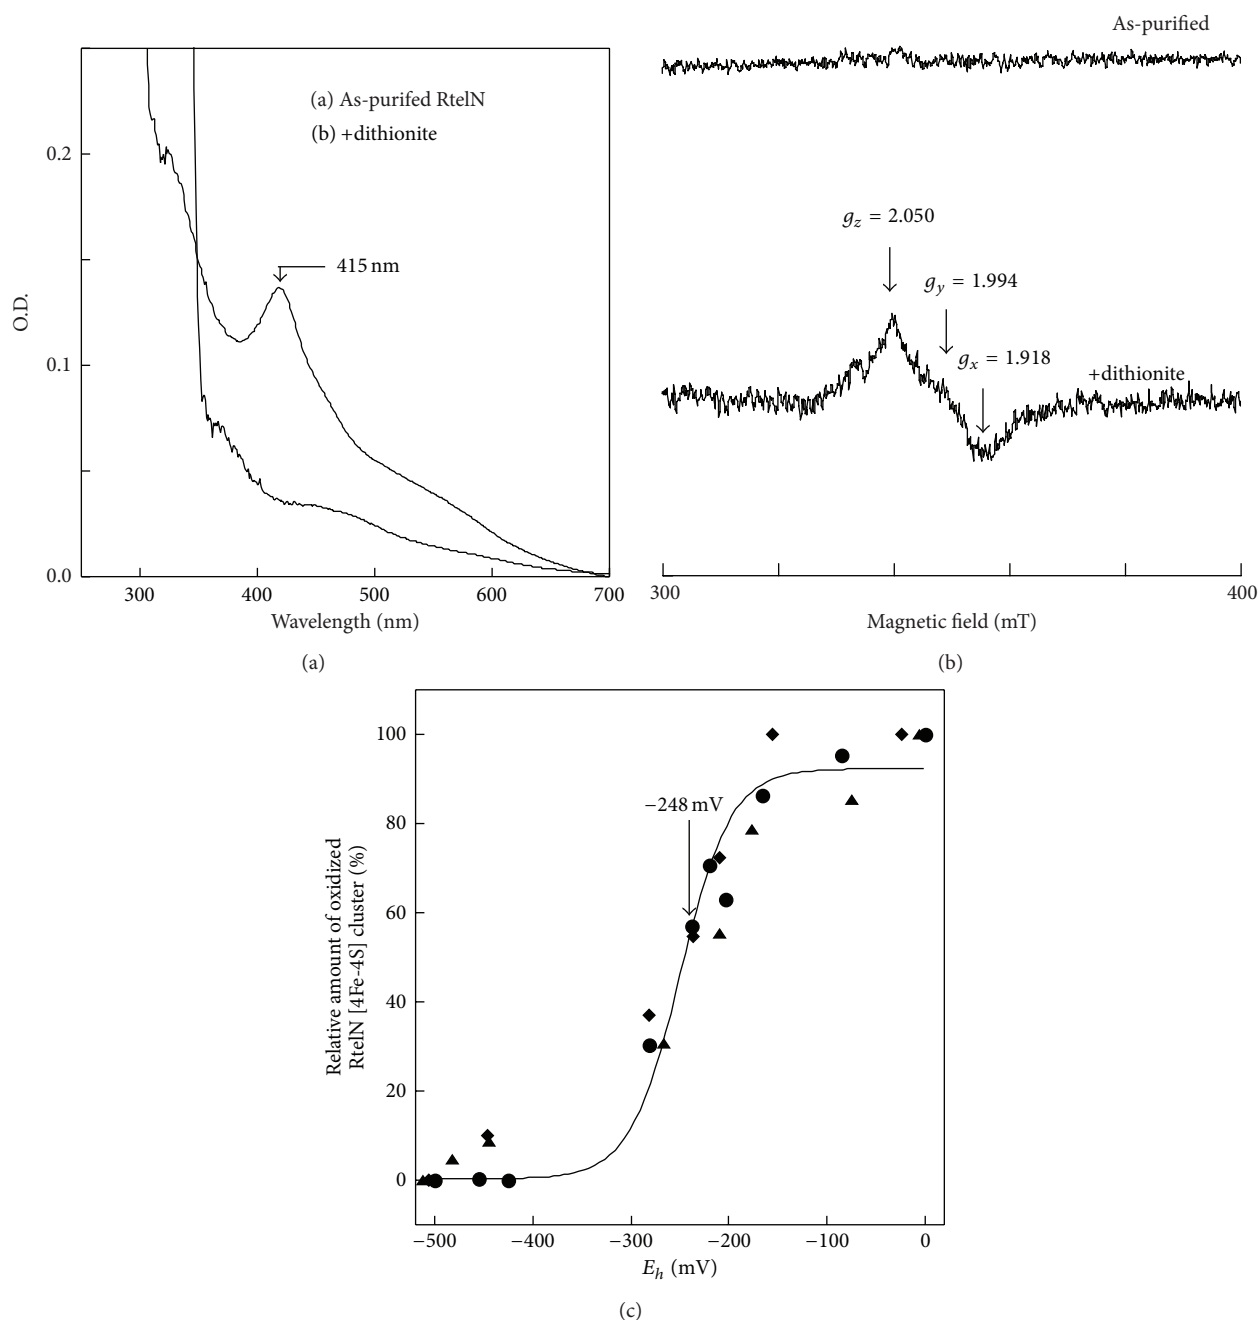 (a) As-purifed RtelN
(b) +dithionite
415 nm
0.2
0.1
0.0
O.D.
300 400 500 600 700
Wavelength (nm)
(a)
As-purified
g_z = 2.050
g_y = 1.994
g_x = 1.918
+dithionite
300 400
Magnetic field (mT)
(b)
−248 mV
100
80
60
40
20
0
Relative amount of oxidized
RtelN [4Fe-4S] cluster (%)
−500 −400 −300 −200 −100 0
E_h (mV)
(c)